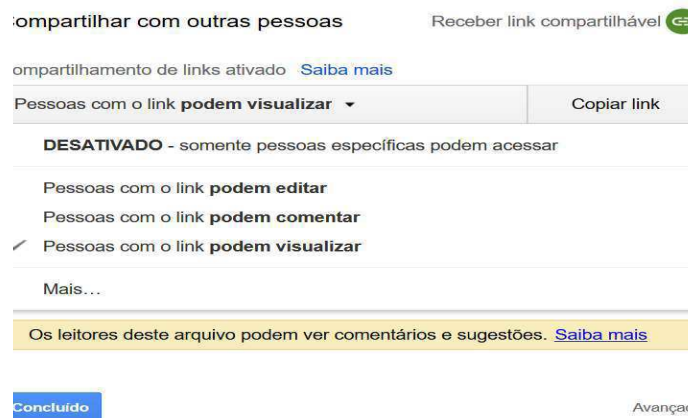 ompartilhar com outras pessoas Receber link compartilhável
ompartilhamento de links ativado Saiba mais
Pessoas com o link podem visualizar Copiar link
DESATIVADO - somente pessoas específicas podem acessar
Pessoas com o link podem editar
Pessoas com o link podem comentar
Pessoas com o link podem visualizar
Mais...
Os leitores deste arquivo podem ver comentários e sugestões. Saiba mais
Concluído Avança